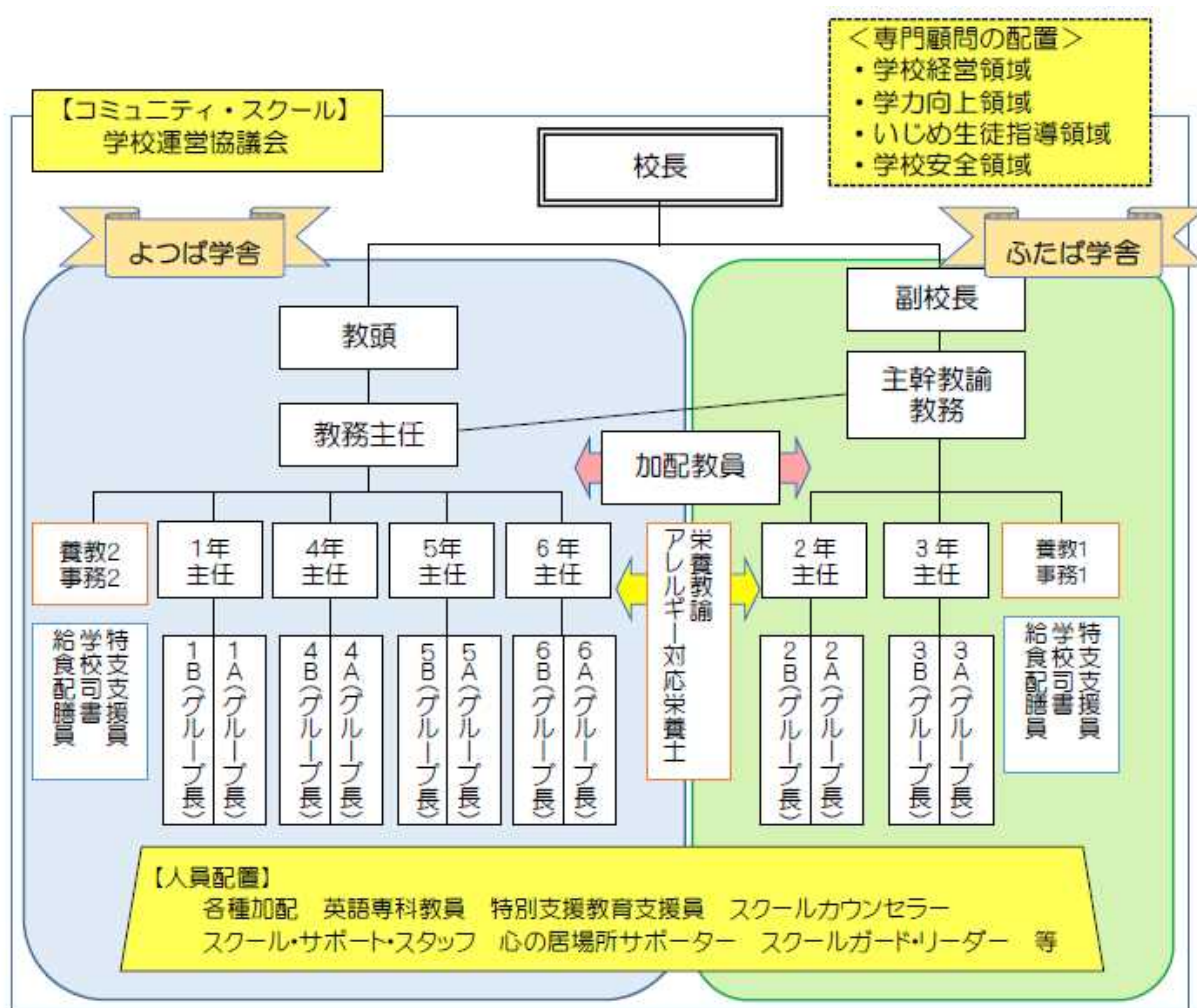 ＜専門顧問の配置＞
・学校経営領域
・学力向上領域
・いじめ生徒指導領域
・学校安全領域
【コミュニティ・スクール】
学校運営協議会
校長
よつば学舎
ふたば学舎
教頭
副校長
教務主任
主幹教諭
教務
加配教員
養教2
事務2
1年
主任
4年
主任
5年
主任
6年
主任
栄養教諭
アレルギー対応栄養士
2年
主任
3年
主任
養教1
事務1
特支支援員
学校司書
給食配膳員
1A(グループ長)
1B(グループ長)
4A(グループ長)
4B(グループ長)
5A(グループ長)
5B(グループ長)
6A(グループ長)
6B(グループ長)
2A(グループ長)
2B(グループ長)
3A(グループ長)
3B(グループ長)
特支支援員
学校司書
給食配膳員
【人員配置】
各種加配　英語専科教員　特別支援教育支援員　スクールカウンセラー
スクール・サポート・スタッフ　心の居場所サポーター　スクールガード・リーダー　等